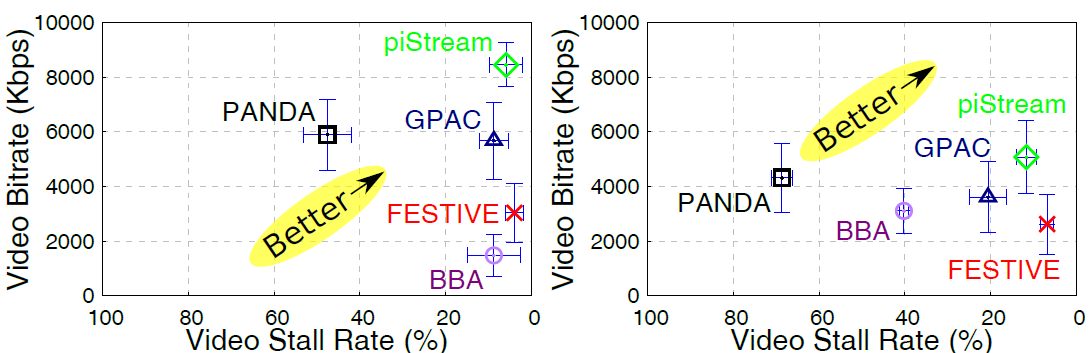 10000
8000
6000
4000
2000
0
Video Bitrate (Kbps)
piStream
PANDA
GPAC
Better
FESTIVE
BBA
100 80 60 40 20 0
Video Stall Rate (%)
10000
8000
6000
4000
2000
0
Video Bitrate (Kbps)
Better
piStream
GPAC
PANDA
BBA
FESTIVE
100 80 60 40 20 0
Video Stall Rate (%)